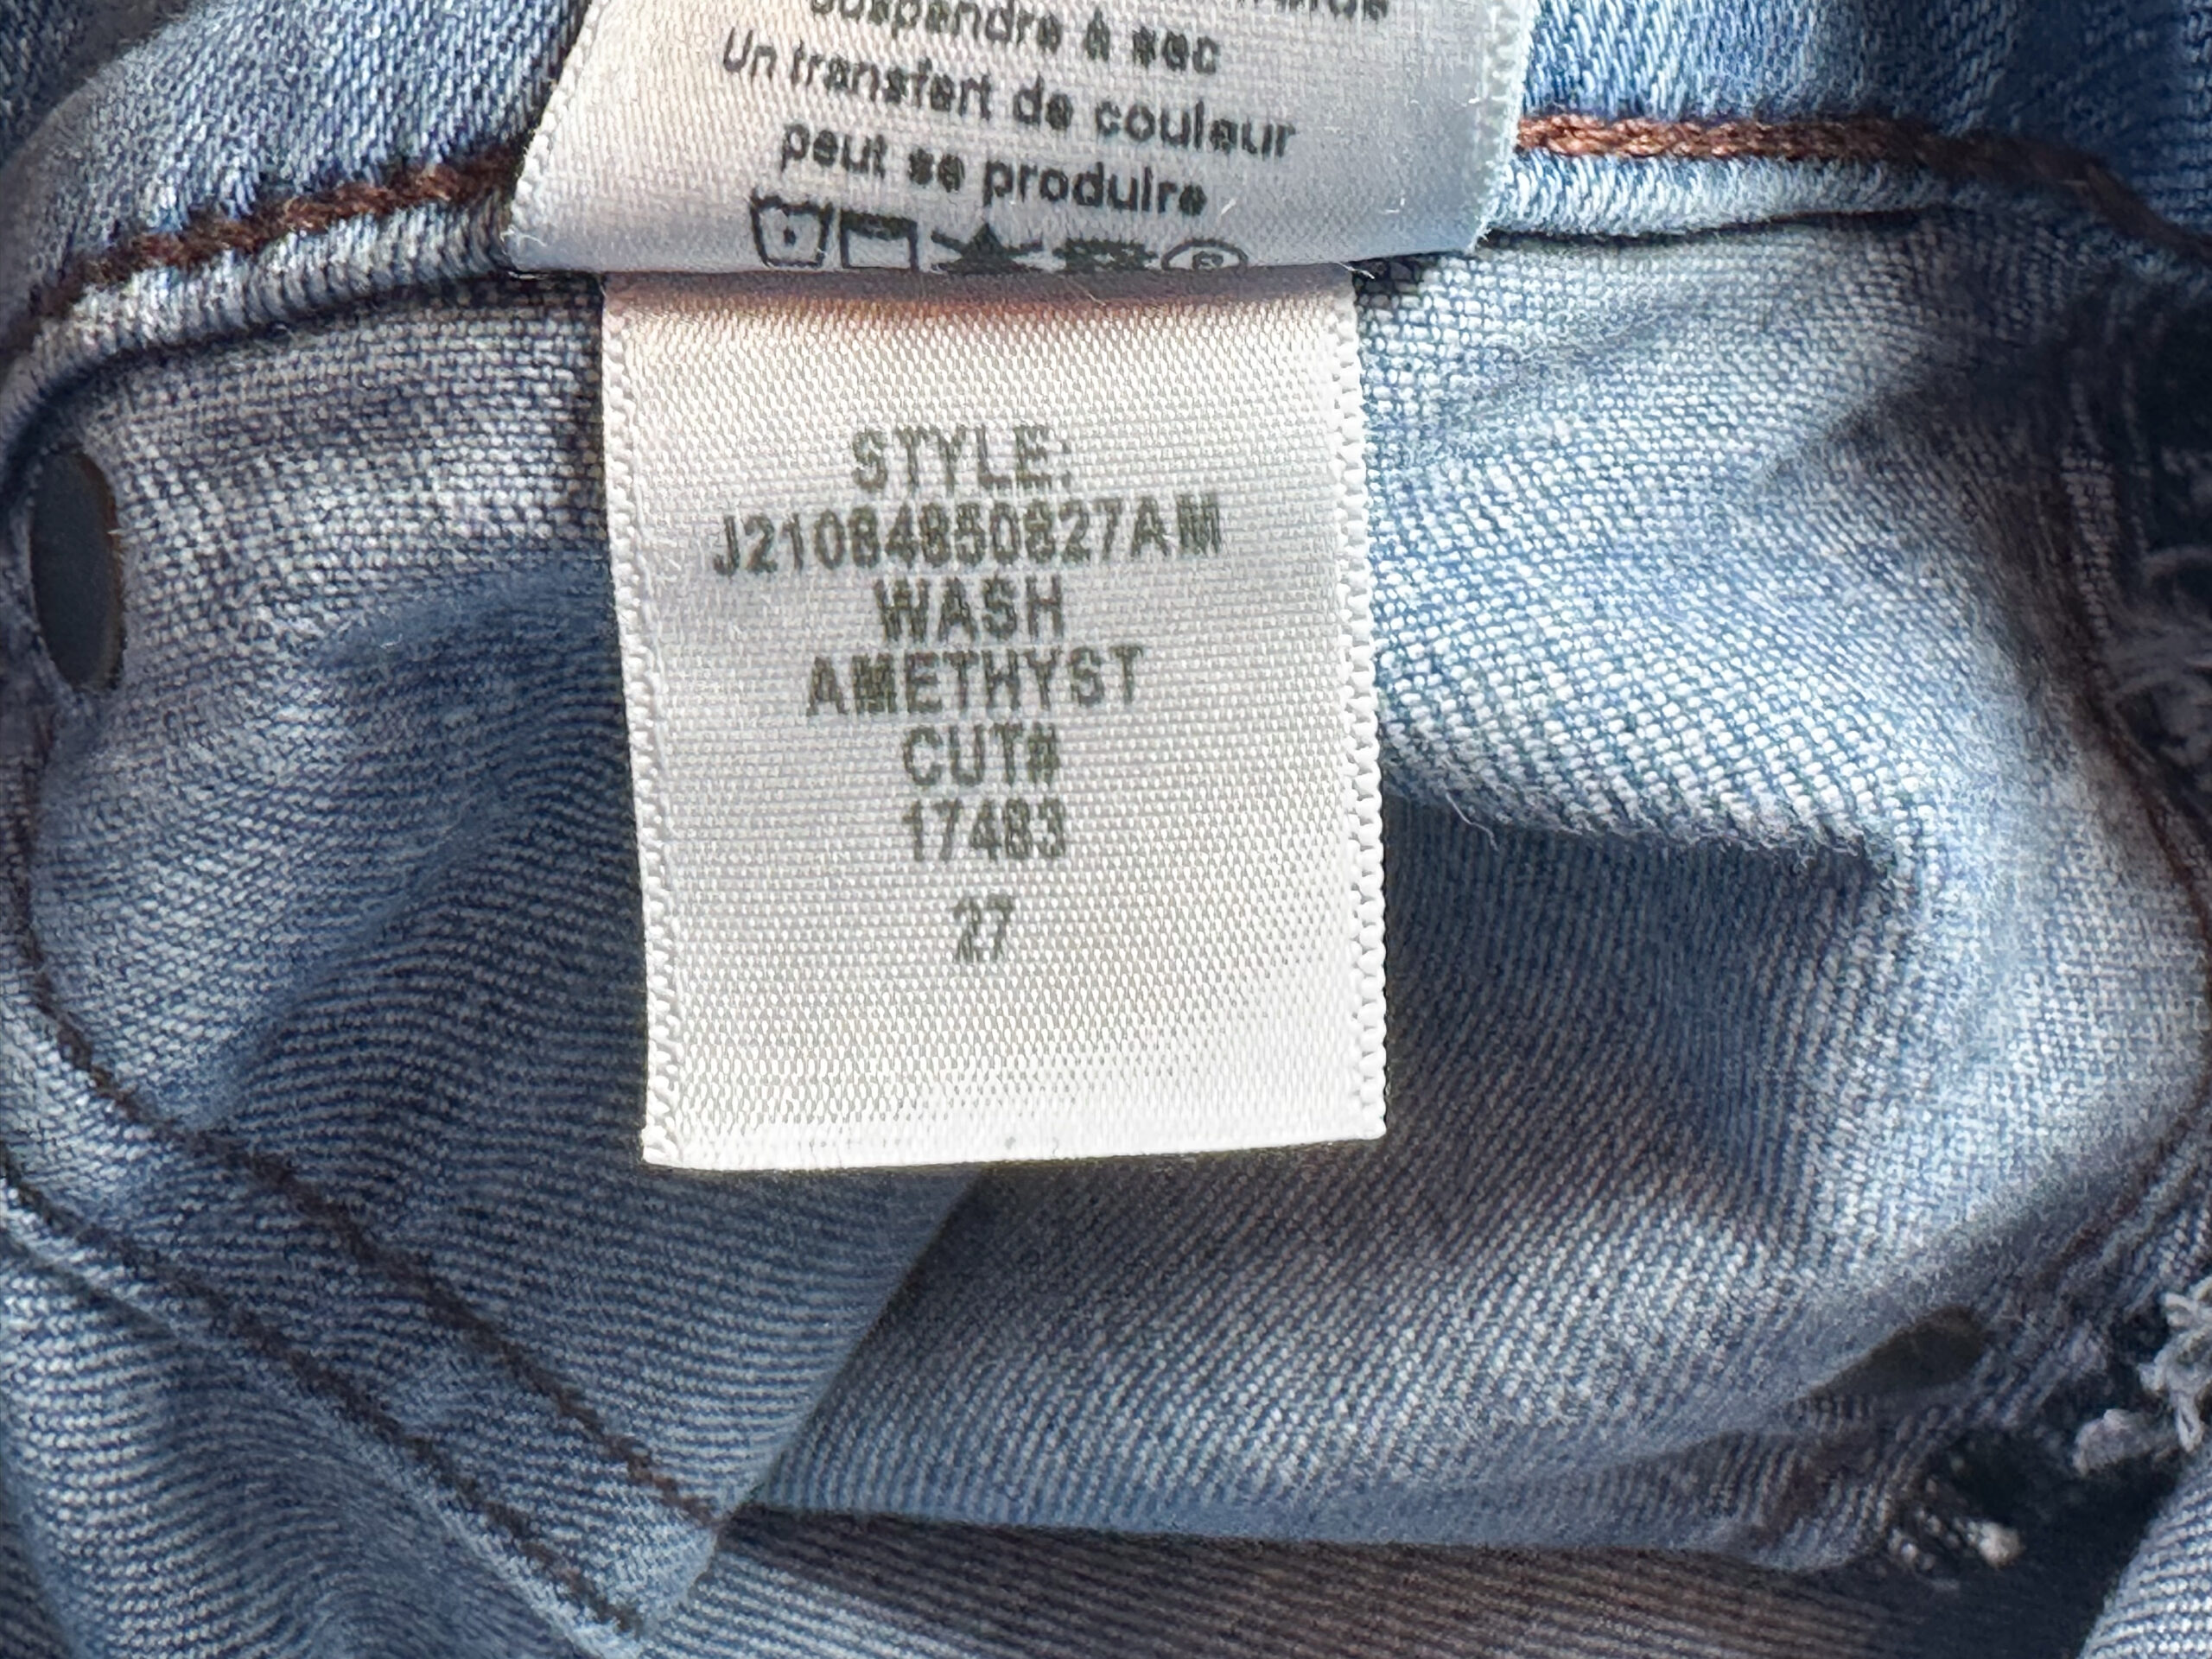 suspendre à sec
Un transfert de couleur
peut se produire
STYLE:
J21084850827AM
WASH
AMETHYST
CUT#
17483
27